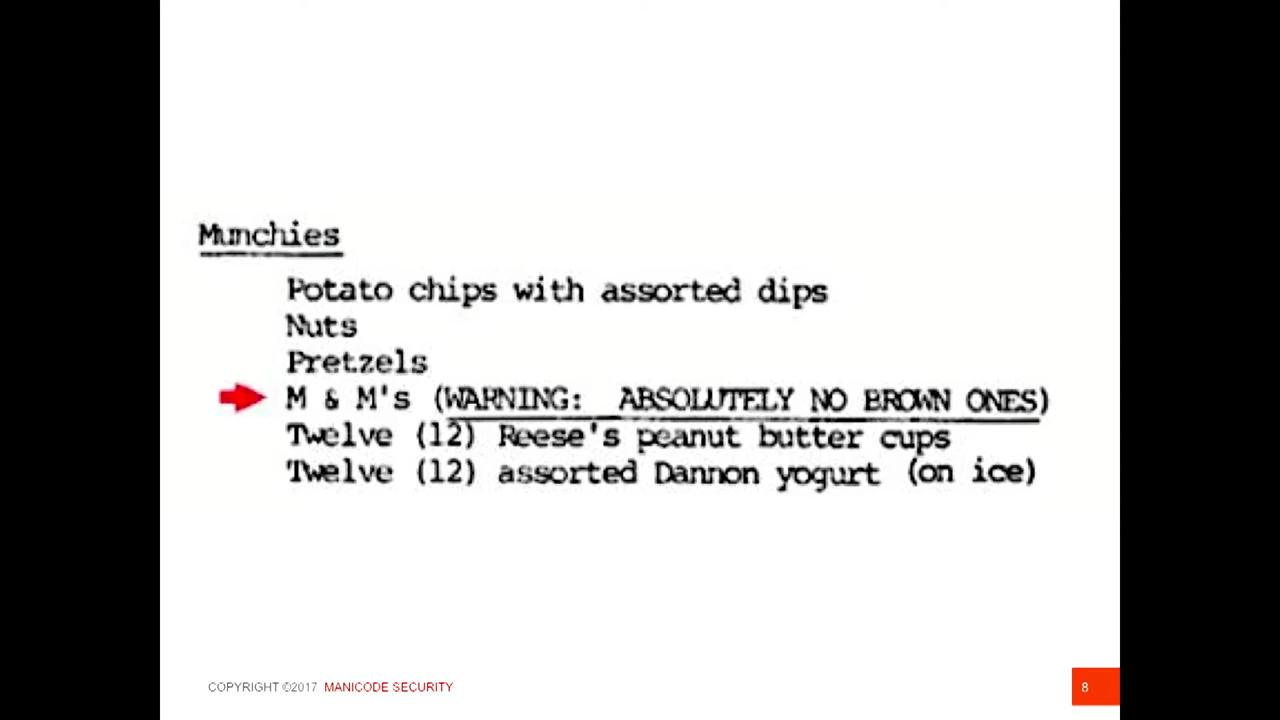 Munchies
Potato chips with assorted dips
Nuts
Pretzels
M & M's (WARNING: ABSOLUTELY NO BROWN ONES)
Twelve (12) Reese's peanut butter cups
Twelve (12) assorted Dannon yogurt (on ice)
COPYRIGHT ©2017 MANICODE SECURITY
8